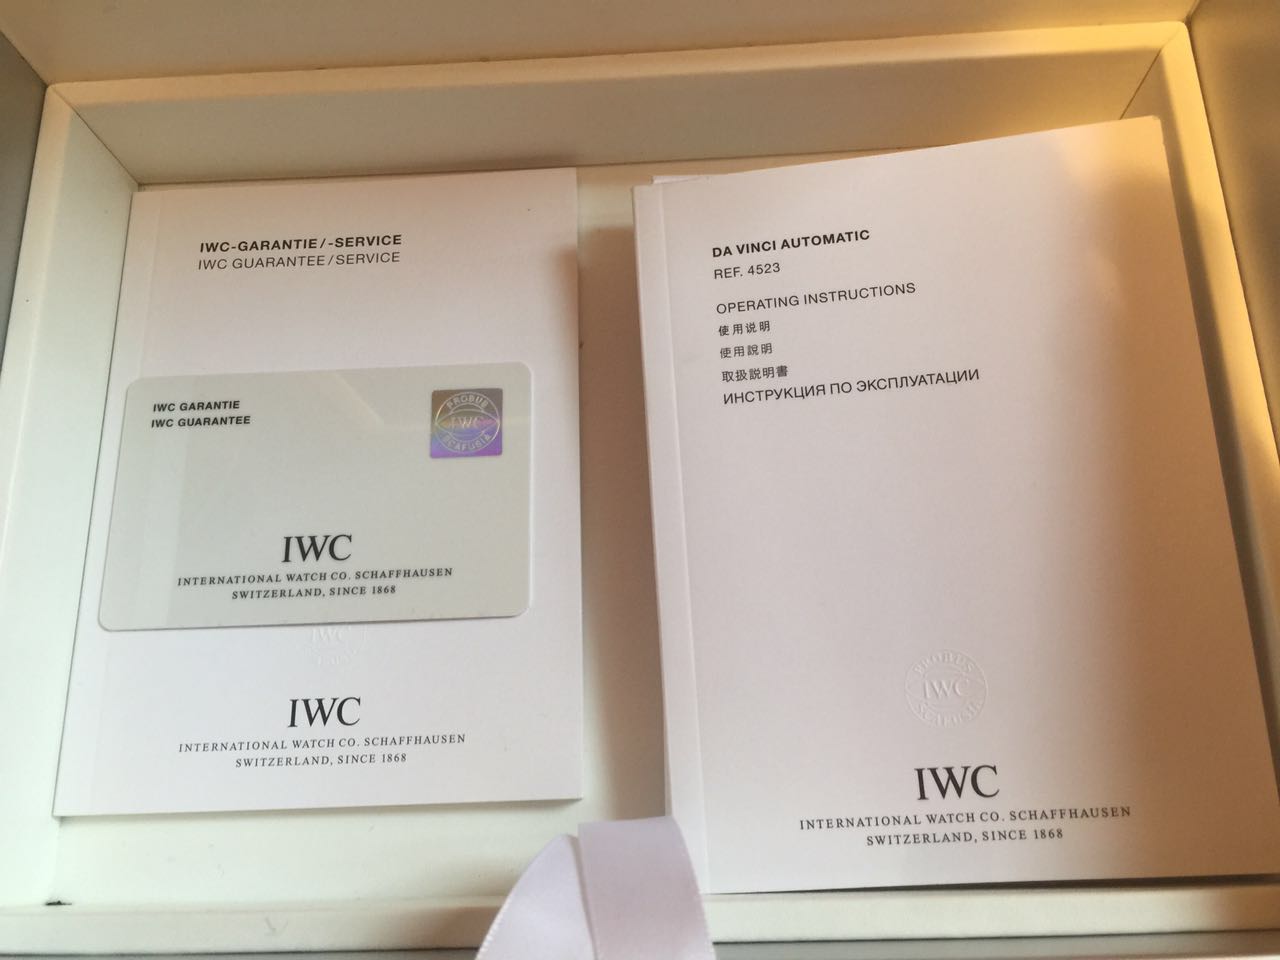 IWC-GARANTIE/-SERVICE
IWC GUARANTEE/SERVICE
IWC GARANTIE
IWC GUARANTEE
PROBUS
IWC
SCAFUSIA
IWC
INTERNATIONAL WATCH CO. SCHAFFHAUSEN
SWITZERLAND, SINCE 1868
IWC
IWC
INTERNATIONAL WATCH CO. SCHAFFHAUSEN
SWITZERLAND, SINCE 1868
DA VINCI AUTOMATIC
REF. 4523
OPERATING INSTRUCTIONS
使用说明
使用說明
取扱説明書
ИНСТРУКЦИЯ ПО ЭКСПЛУАТАЦИИ
PROBUS
IWC
SCAFUSIA
IWC
INTERNATIONAL WATCH CO. SCHAFFHAUSEN
SWITZERLAND, SINCE 1868